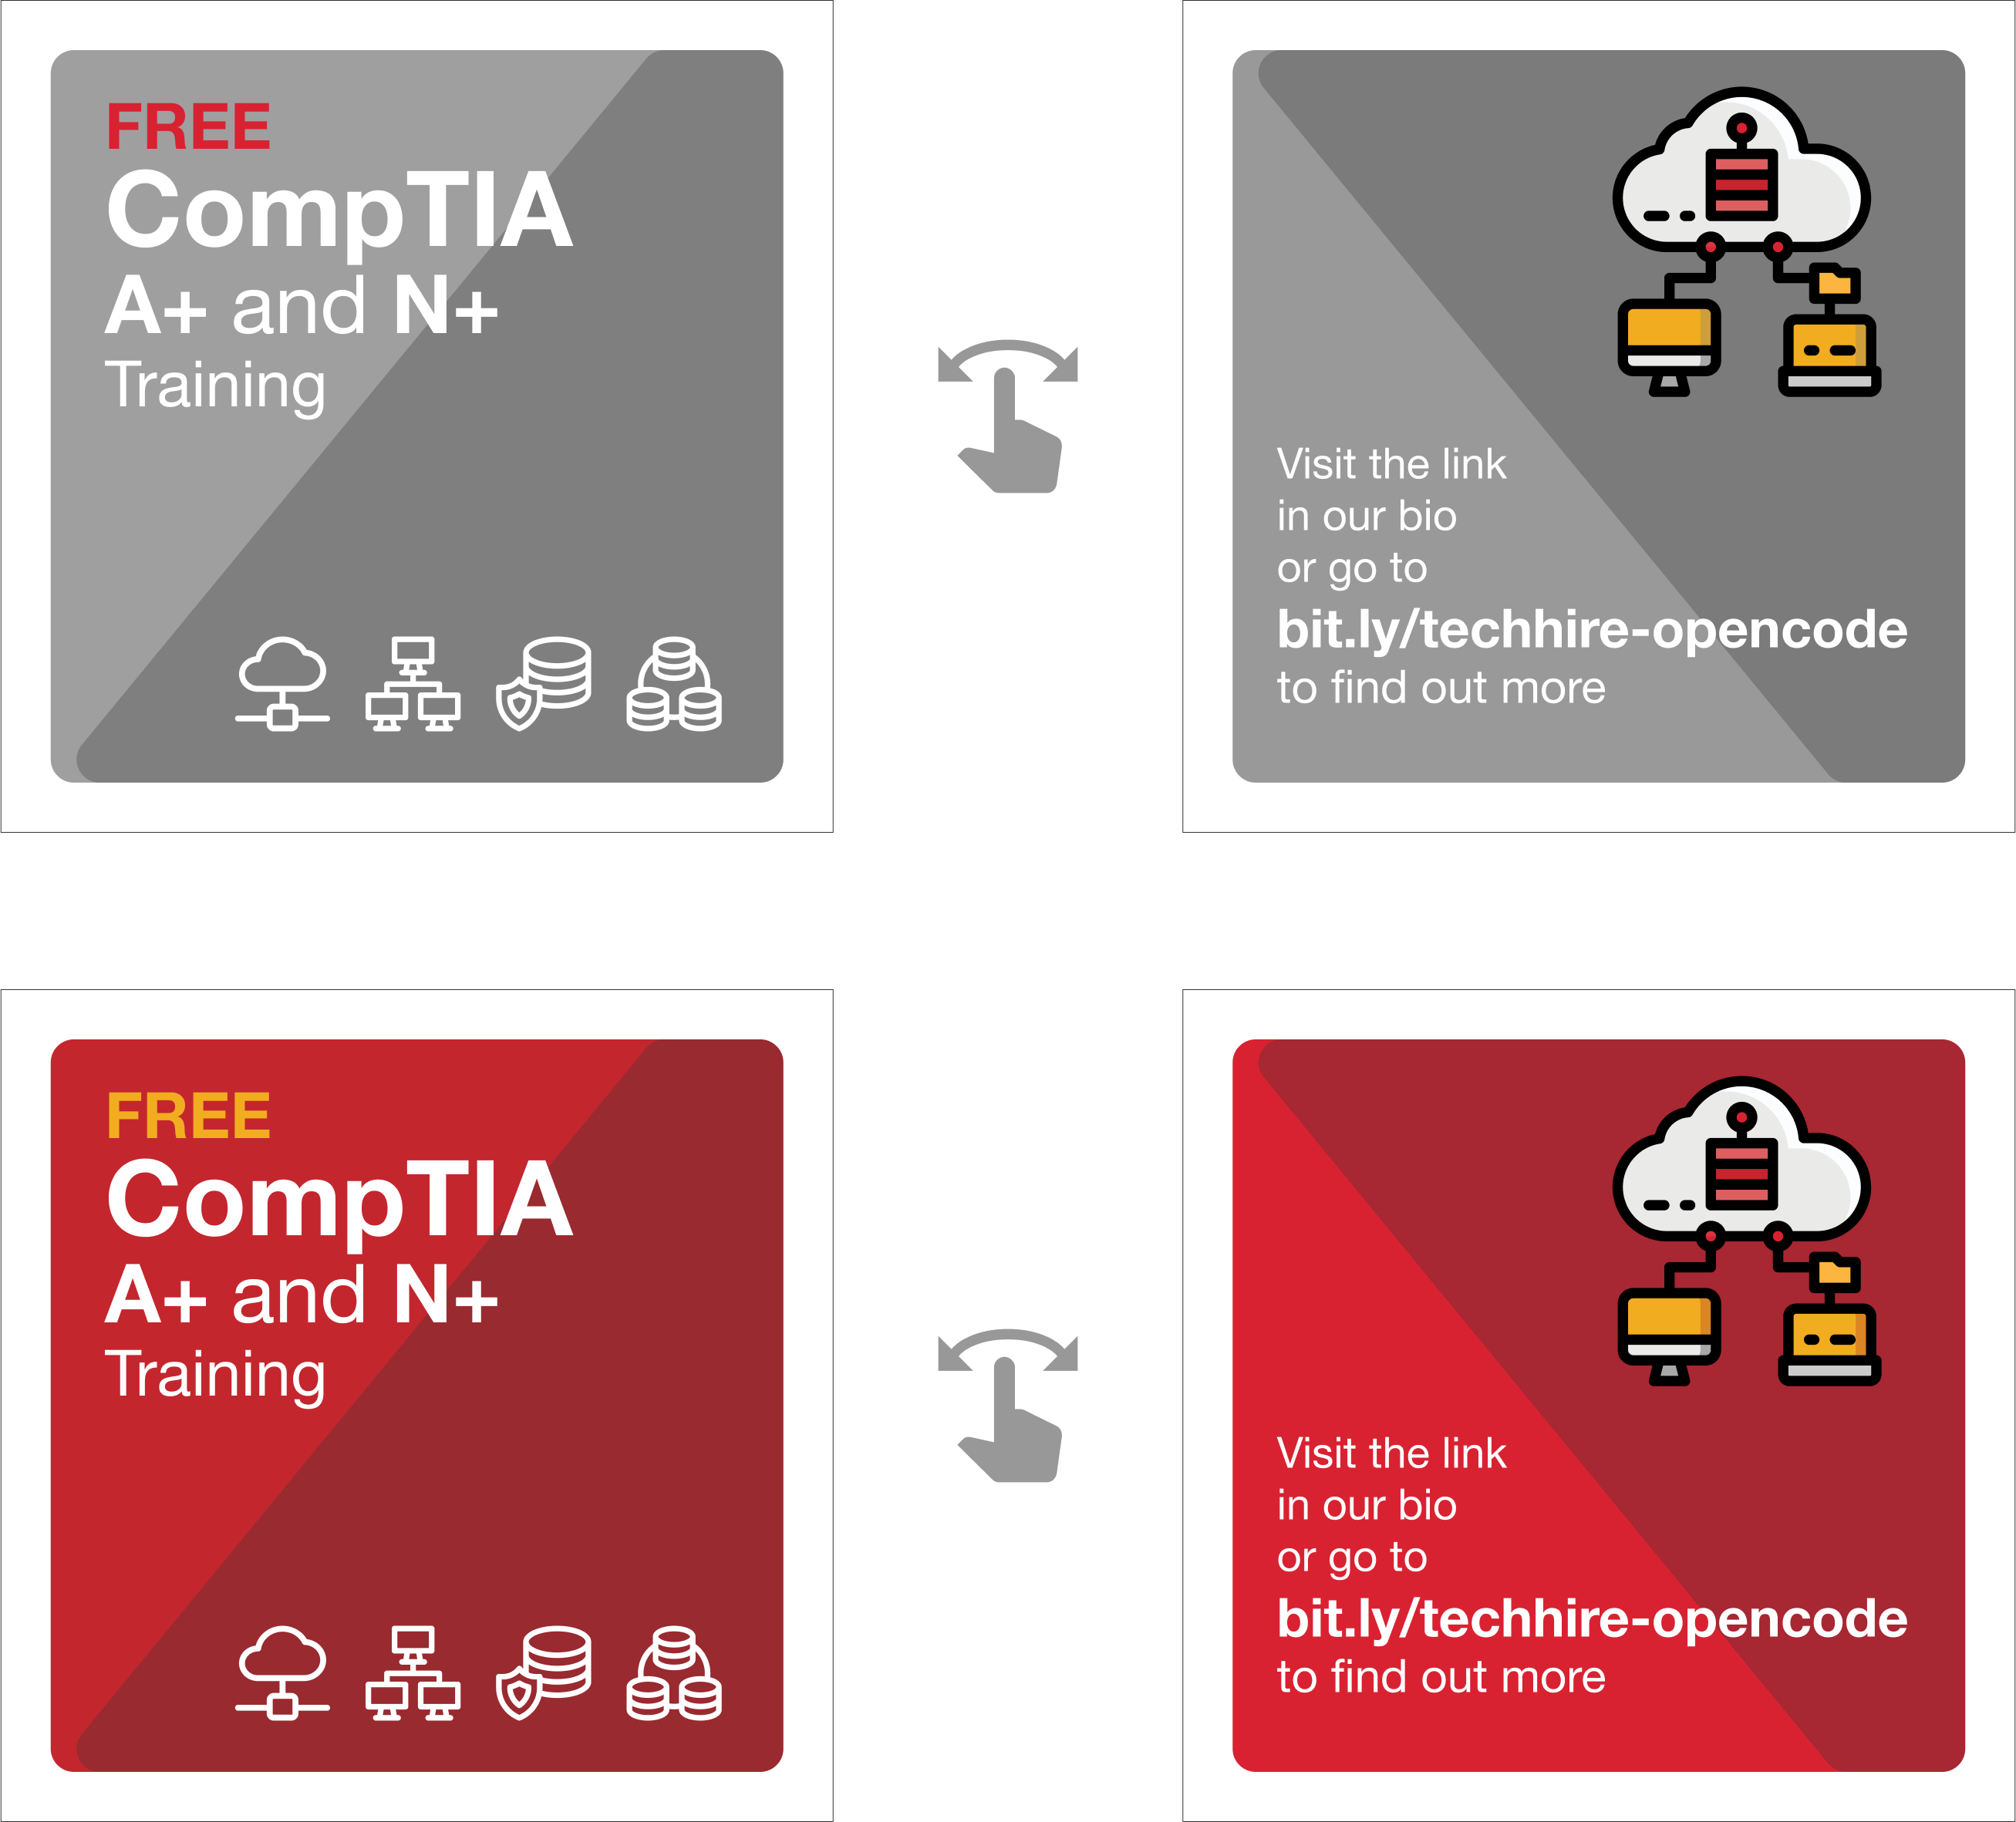 FREE
CompTIA
A+ and N+
Training
Visit the link
in our bio
or go to
bit.ly/techhire-opencode
to find out more
FREE
CompTIA
A+ and N+
Training
Visit the link
in our bio
or go to
bit.ly/techhire-opencode
to find out more